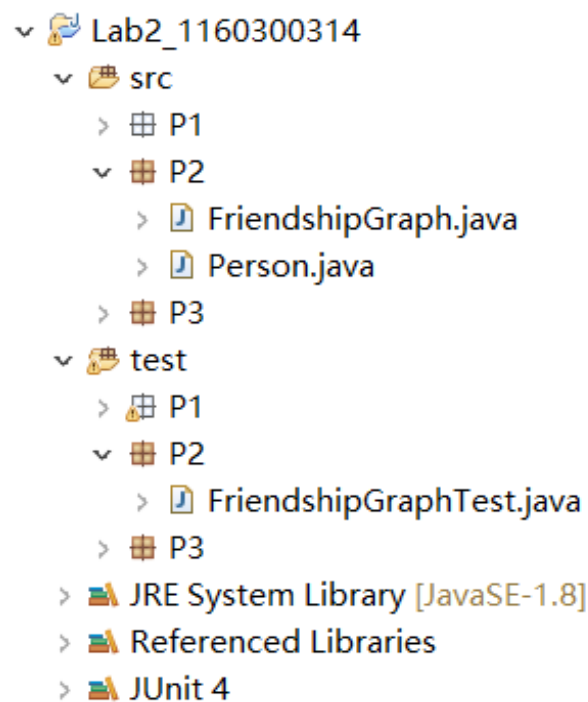 Lab2_1160300314
src
P1
P2
FriendshipGraph.java
Person.java
P3
test
P1
P2
FriendshipGraphTest.java
P3
JRE System Library [JavaSE-1.8]
Referenced Libraries
JUnit 4